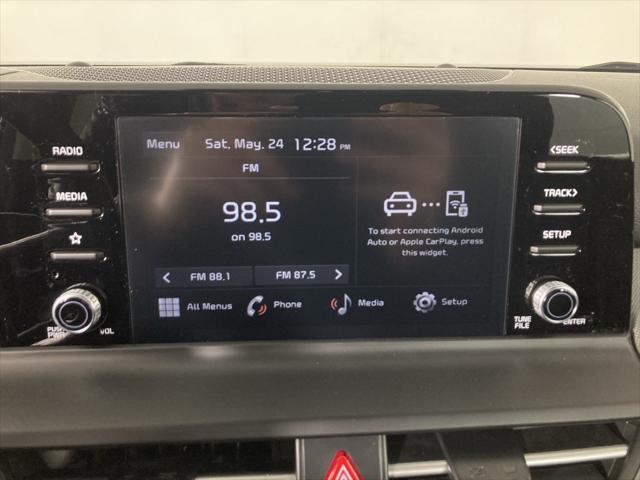 RADIO
MEDIA
VOL
Menu Sat, May, 24 12:28 PM
FM
98.5
on 98.5
< FM 88.1 FM 87.5 >
To start connecting Android
Auto or Apple CarPlay, press
this widget.
All Menus Phone Media Setup
<SEEK
TRACK>
SETUP
TUNE
FILE
ENTER